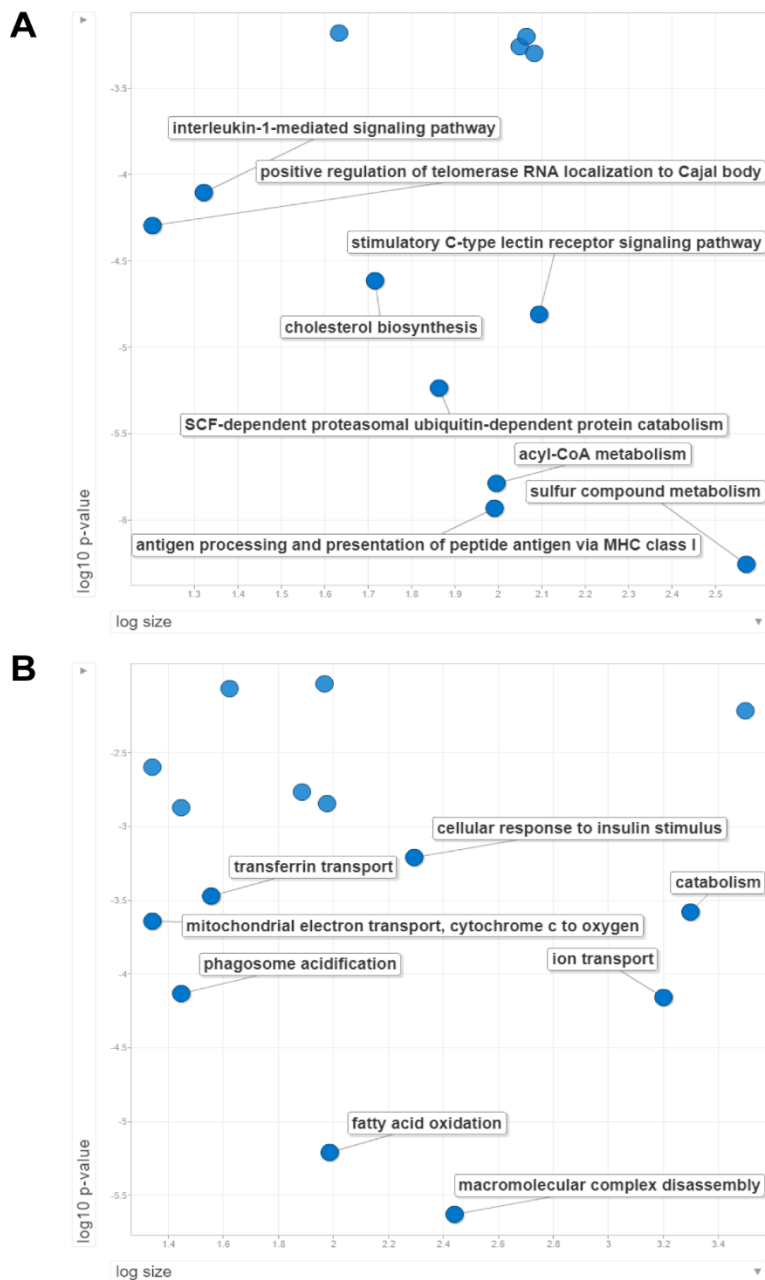 A
-3.5
interleukin-1-mediated signaling pathway
positive regulation of telomerase RNA localization to Cajal body
-4
stimulatory C-type lectin receptor signaling pathway
-4.5
cholesterol biosynthesis
-5
SCF-dependent proteasomal ubiquitin-dependent protein catabolism
-5.5
acyl-CoA metabolism
sulfur compound metabolism
-6
antigen processing and presentation of peptide antigen via MHC class I
log10 p-value
1.3 1.4 1.5 1.6 1.7 1.8 1.9 2 2.1 2.2 2.3 2.4 2.5
log size
B
-2.5
-3
cellular response to insulin stimulus
transferrin transport
catabolism
-3.5
mitochondrial electron transport, cytochrome c to oxygen
ion transport
phagosome acidification
-4
-4.5
-5
fatty acid oxidation
macromolecular complex disassembly
-5.5
log10 p-value
1.4 1.6 1.8 2 2.2 2.4 2.6 2.8 3 3.2 3.4
log size